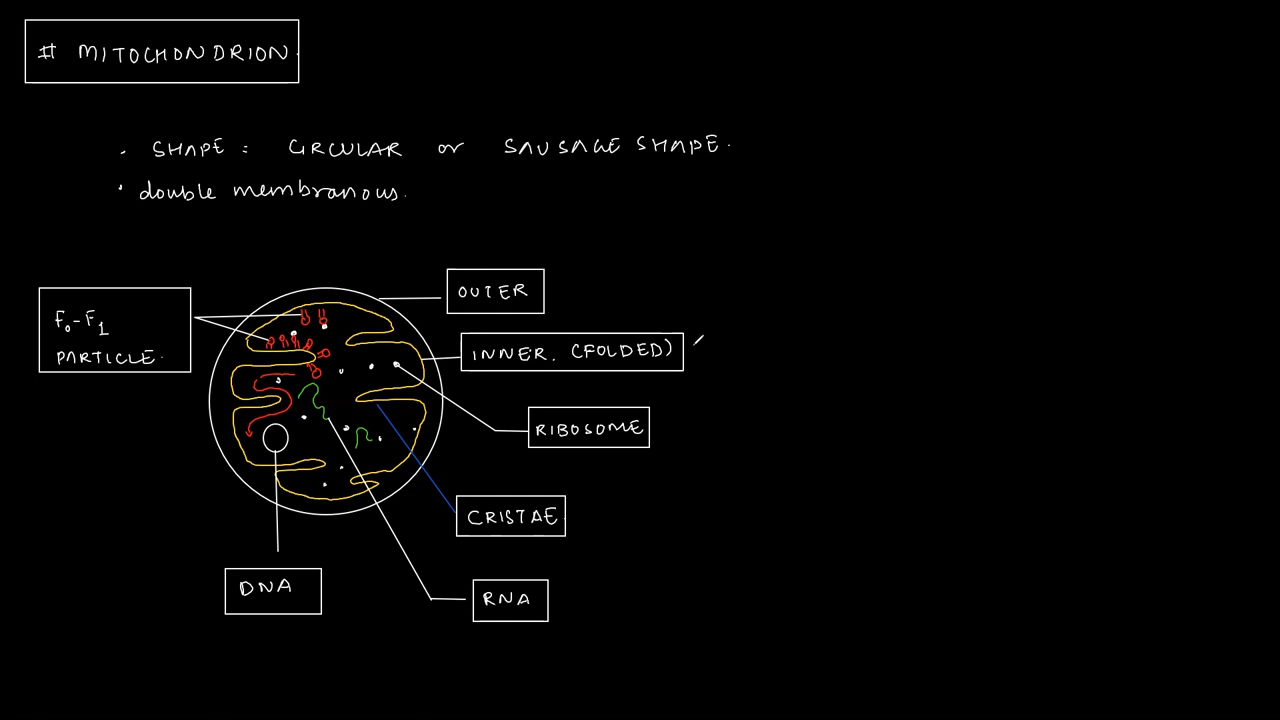 # MITOCHONDRION.
. SHAPE : CIRCULAR or SAUSAGE SHAPE.
• double membranous.
OUTER
F₀-F₁
PARTICLE.
INNER. (FOLDED)
RIBOSOME
CRISTAE
DNA
RNA